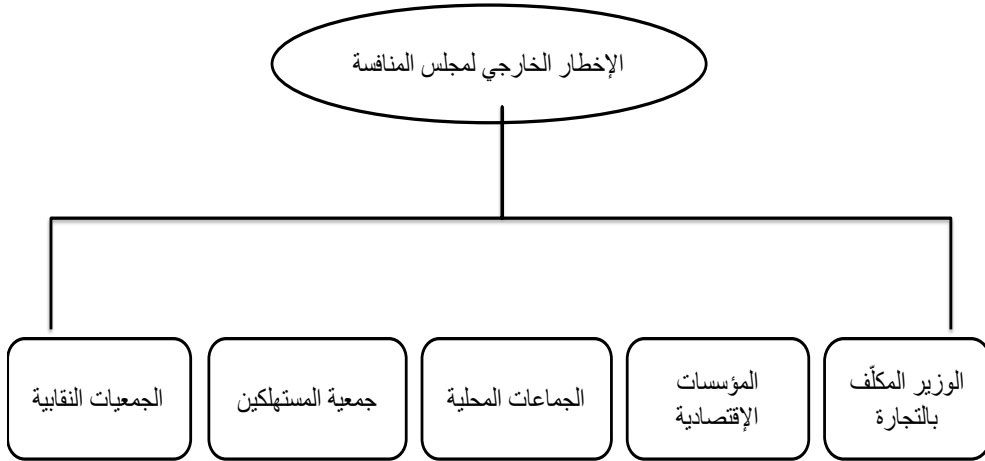 الإخطار الخارجي لمجلس المنافسة
الوزير المكلّف
بالتجارة
المؤسسات
الإقتصادية
الجماعات المحلية
جمعية المستهلكين
الجمعيات النقابية